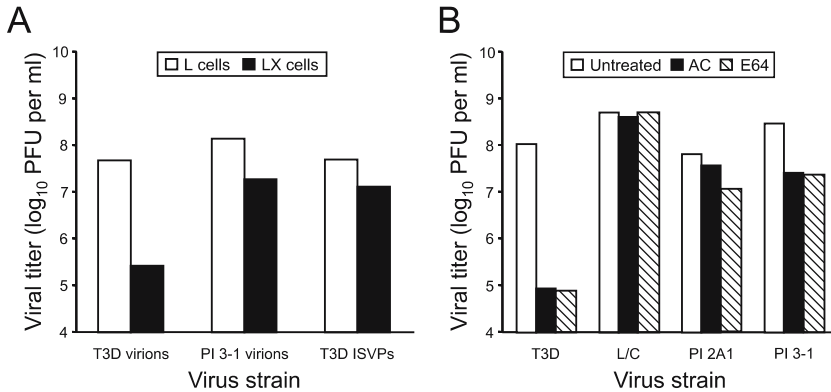 A
Viral titer (log10 PFU per ml)
10
9
8
7
6
5
4
L cells LX cells
T3D virions PI 3-1 virions T3D ISVPs
Virus strain
B
Viral titer (log10 PFU per ml)
10
9
8
7
6
5
4
Untreated AC E64
T3D L/C PI 2A1 PI 3-1
Virus strain